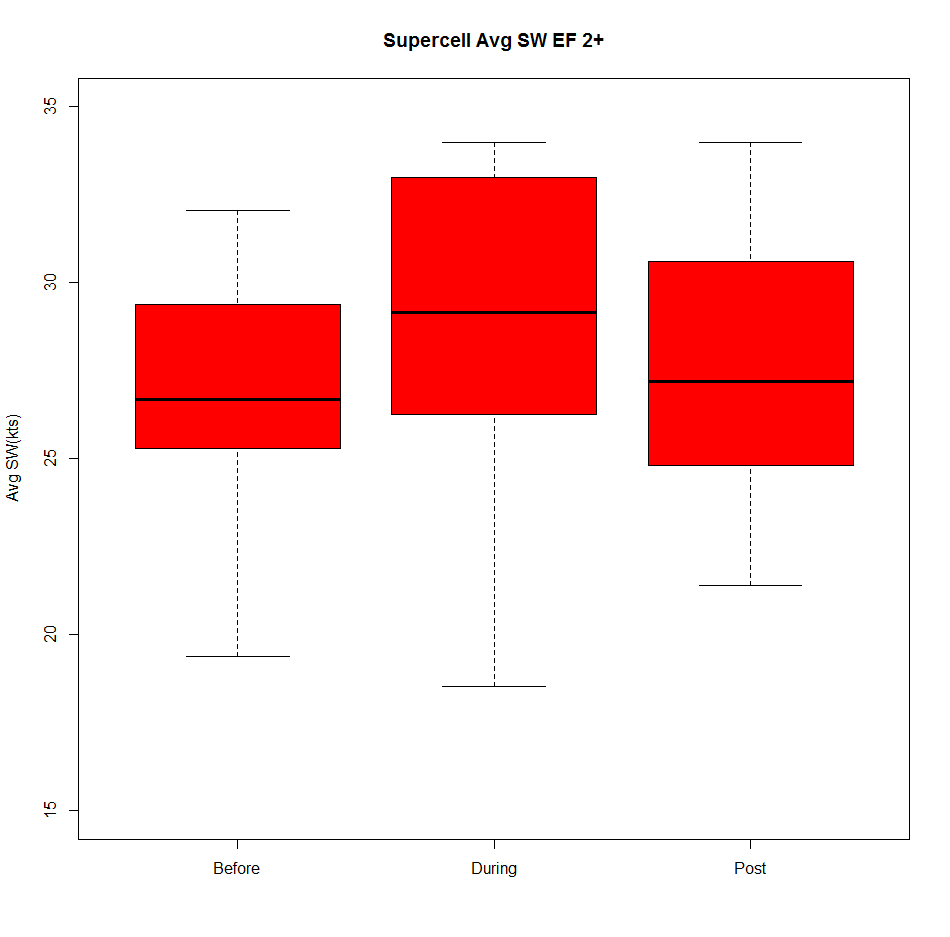 Supercell Avg SW EF 2+
35
30
25
20
15
Avg SW(kts)
Before
During
Post